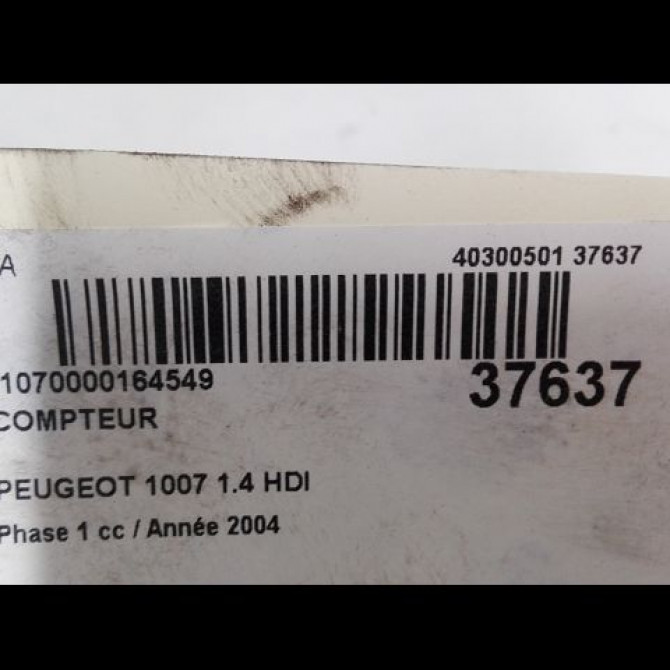 A
40300501 37637
1070000164549
37637
COMPTEUR
PEUGEOT 1007 1.4 HDI
Phase 1 cc / Année 2004